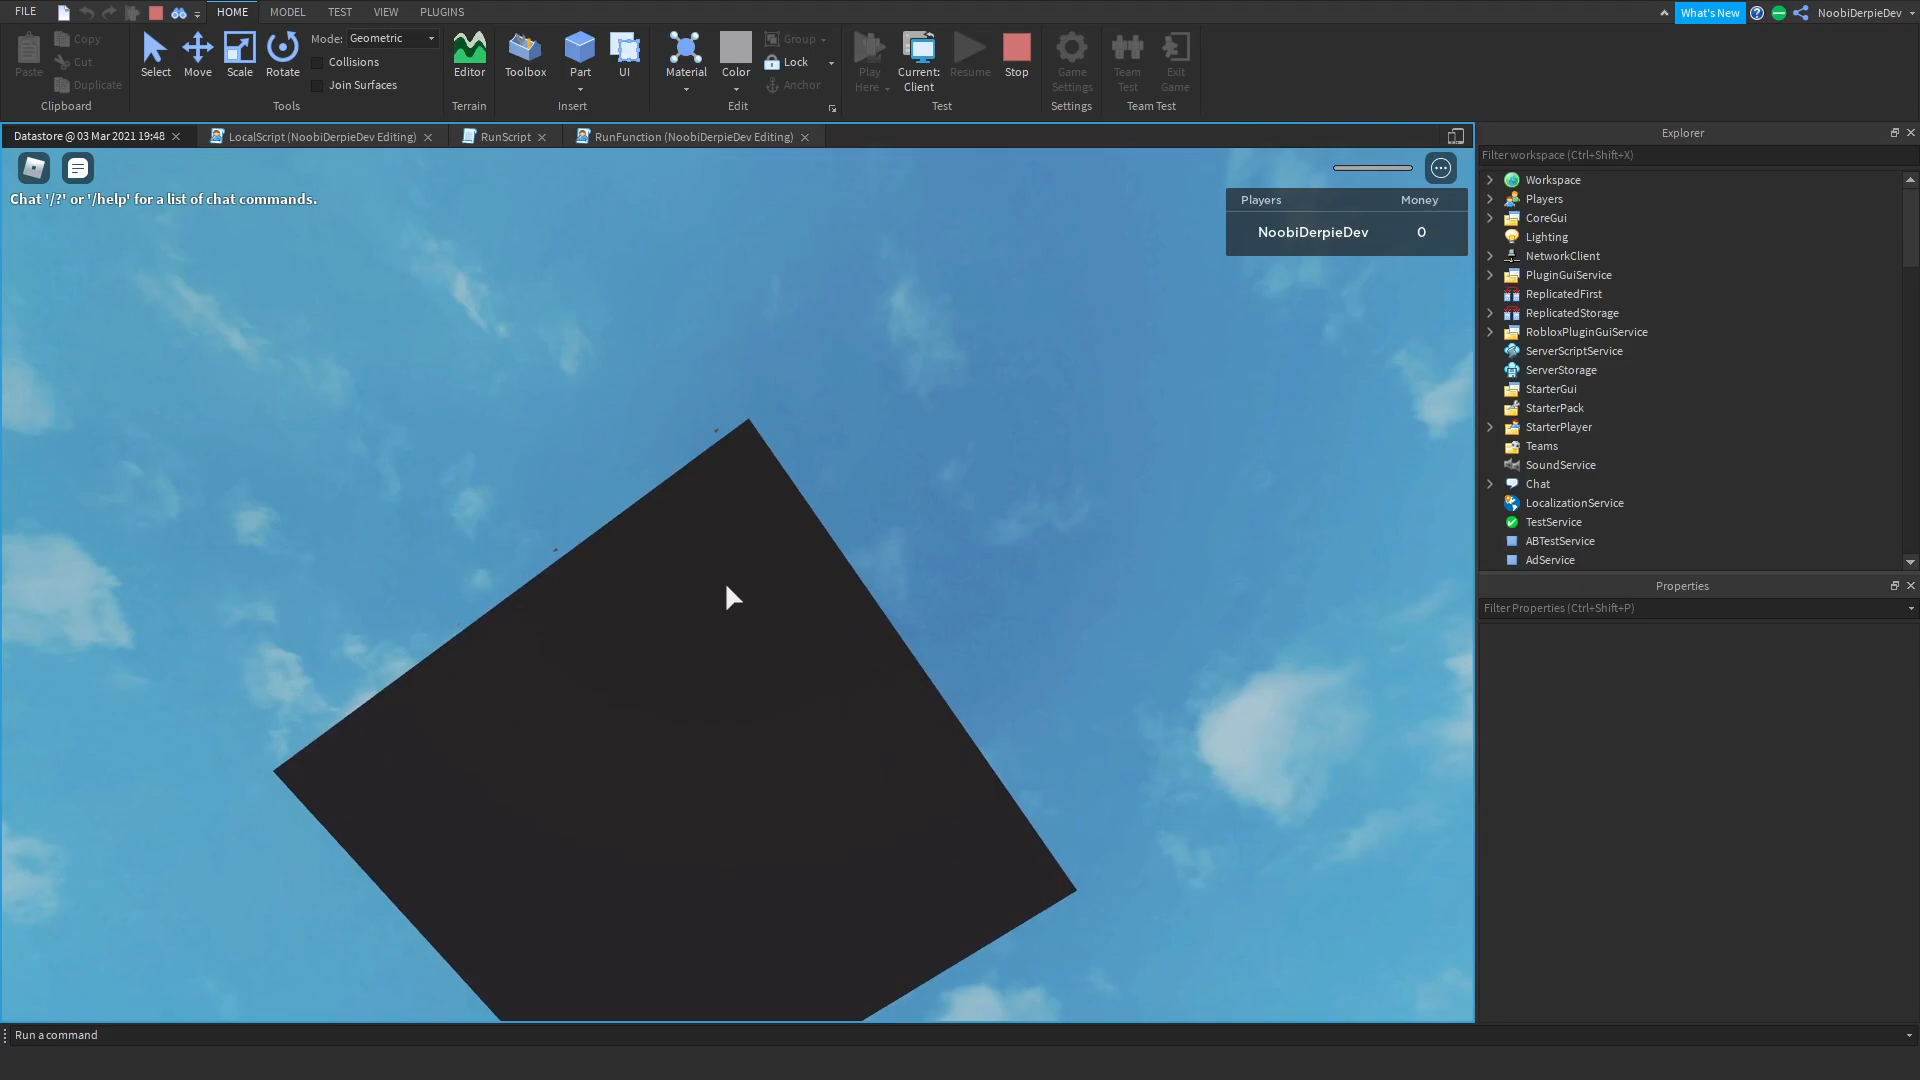 FILE
HOME
MODEL
TEST
VIEW
PLUGINS
What's New
NoobiDerpieDev
Paste
Copy
Cut
Duplicate
Clipboard
Select
Move
Scale
Rotate
Mode: Geometric
Collisions
Join Surfaces
Tools
Editor
Terrain
Toolbox
Part
UI
Insert
Material
Color
Group
Lock
Anchor
Edit
Play Here
Current: Client
Resume
Stop
Test
Game Settings
Settings
Team Test
Exit Game
Team Test
Datastore @ 03 Mar 2021 19:48
LocalScript (NoobiDerpieDev Editing)
RunScript
RunFunction (NoobiDerpieDev Editing)
Chat '/?' or '/help' for a list of chat commands.
Players Money
NoobiDerpieDev 0
Explorer
Filter workspace (Ctrl+Shift+X)
Workspace
Players
CoreGui
Lighting
NetworkClient
PluginGuiService
ReplicatedFirst
ReplicatedStorage
RobloxPluginGuiService
ServerScriptService
ServerStorage
StarterGui
StarterPack
StarterPlayer
Teams
SoundService
Chat
LocalizationService
TestService
ABTestService
AdService
Properties
Filter Properties (Ctrl+Shift+P)
Run a command